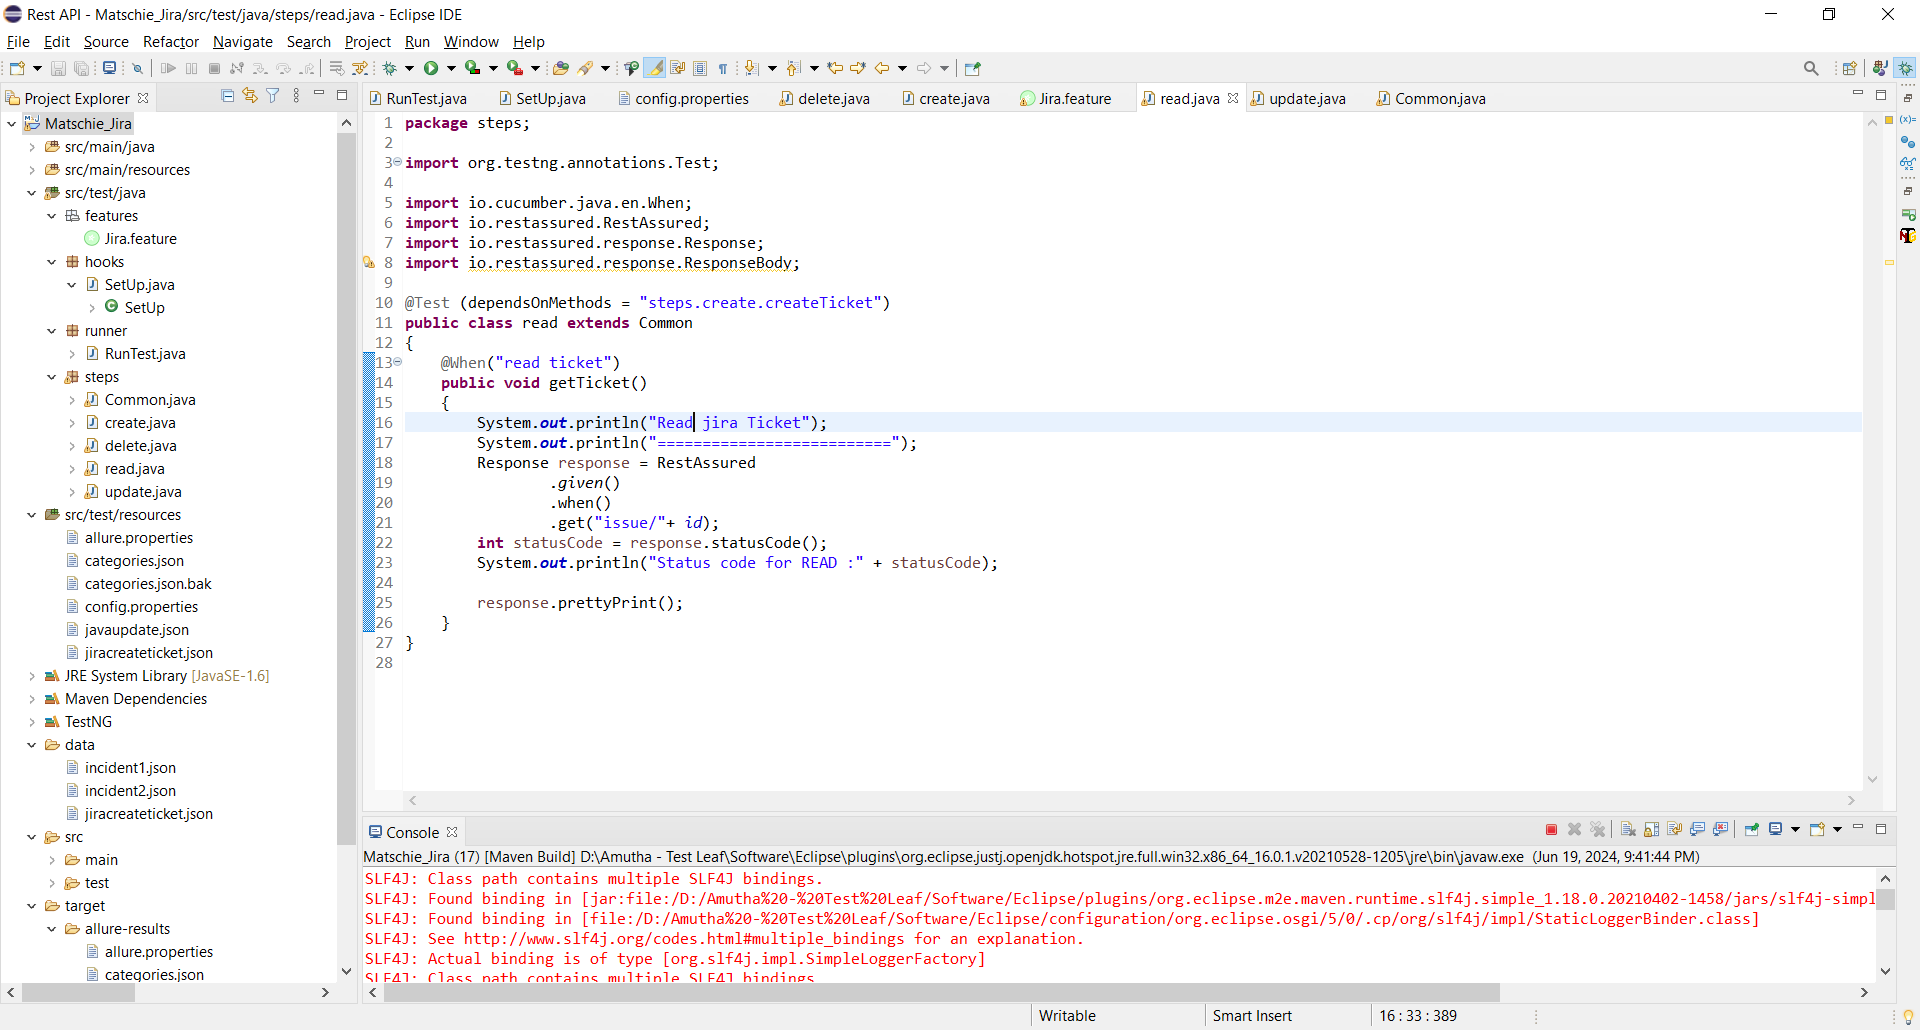 Rest API - Matschie_Jira/src/test/java/steps/read.java - Eclipse IDE
File Edit Source Refactor Navigate Search Project Run Window Help
Project Explorer
Matschie_Jira
src/main/java
src/main/resources
src/test/java
features
Jira.feature
hooks
SetUp.java
SetUp
runner
RunTest.java
steps
Common.java
create.java
delete.java
read.java
update.java
src/test/resources
allure.properties
categories.json
categories.json.bak
config.properties
javaupdate.json
jiracreateticket.json
JRE System Library [JavaSE-1.6]
Maven Dependencies
TestNG
data
incident1.json
incident2.json
jiracreateticket.json
src
main
test
target
allure-results
allure.properties
categories.json
RunTest.java SetUp.java config.properties delete.java create.java Jira.feature read.java update.java Common.java
1 package steps;
2
3 import org.testng.annotations.Test;
4
5 import io.cucumber.java.en.When;
6 import io.restassured.RestAssured;
7 import io.restassured.response.Response;
8 import io.restassured.response.ResponseBody;
9
10 @Test (dependsOnMethods = "steps.create.createTicket")
11 public class read extends Common
12 {
13 @When("read ticket")
14 public void getTicket()
15 {
16 System.out.println("Read jira Ticket");
17 System.out.println("==========================");
18 Response response = RestAssured
19 .given()
20 .when()
21 .get("issue/"+ id);
22 int statusCode = response.statusCode();
23 System.out.println("Status code for READ :" + statusCode);
24
25 response.prettyPrint();
26 }
27 }
28
Console
Matschie_Jira (17) [Maven Build] D:\Amutha - Test Leaf\Software\Eclipse\plugins\org.eclipse.justj.openjdk.hotspot.jre.full.win32.x86_64_16.0.1.v20210528-1205\jre\bin\javaw.exe (Jun 19, 2024, 9:41:44 PM)
SLF4J: Class path contains multiple SLF4J bindings.
SLF4J: Found binding in [jar:file:/D:/Amutha%20-%20Test%20Leaf/Software/Eclipse/plugins/org.eclipse.m2e.maven.runtime.slf4j.simple_1.18.0.20210402-1458/jars/slf4j-simpl
SLF4J: Found binding in [file:/D:/Amutha%20-%20Test%20Leaf/Software/Eclipse/configuration/org.eclipse.osgi/5/0/.cp/org/slf4j/impl/StaticLoggerBinder.class]
SLF4J: See http://www.slf4j.org/codes.html#multiple_bindings for an explanation.
SLF4J: Actual binding is of type [org.slf4j.impl.SimpleLoggerFactory]
SLF4J: Class path contains multiple SLF4J bindings
Writable Smart Insert 16 : 33 : 389